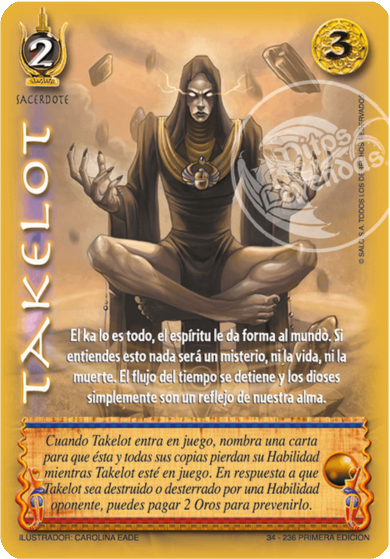 2
3
SACERDOTE
TAKELOT
Mitos
Leyendas
El ka lo es todo, el espíritu le da forma al mundò. Si
entiendes esto nada será un misterio, ni la vida, ni la
muerte. El flujo del tiempo se detiene y los dioses
simplemente son un reflejo de nuestra alma.
Cuando Takelot entra en juego, nombra una carta
para que ésta y todas sus copias pierdan su Habilidad
mientras Takelot esté en juego. En respuesta a que
Takelot sea destruido o desterrado por una Habilidad
oponente, puedes pagar 2 Oros para prevenirlo.
ILUSTRADOR: CAROLINA EADE
34 - 236 PRIMERA EDICIÓN